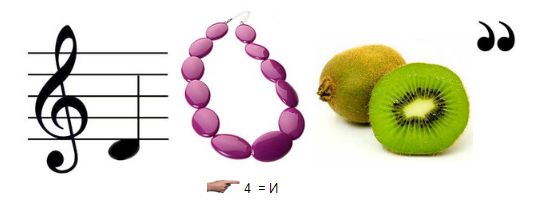 ,,
4 = И